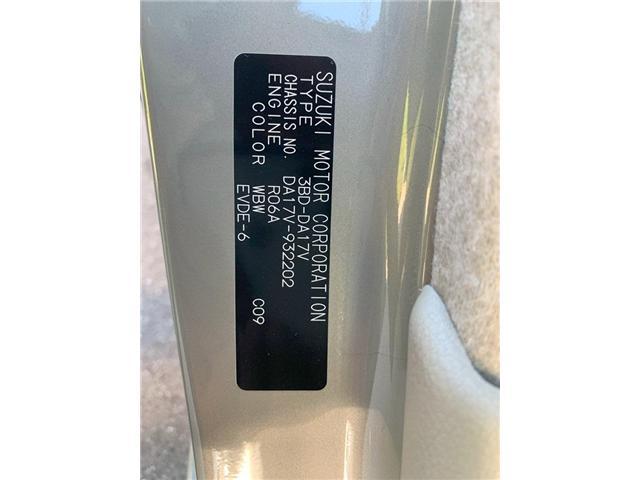 SUZUKI MOTOR CORPORATION
TYPE 3BD-DA17V
CHASSIS NO. DA17V-932202
ENGINE R06A
COLOR WBW C09
EVDE-6